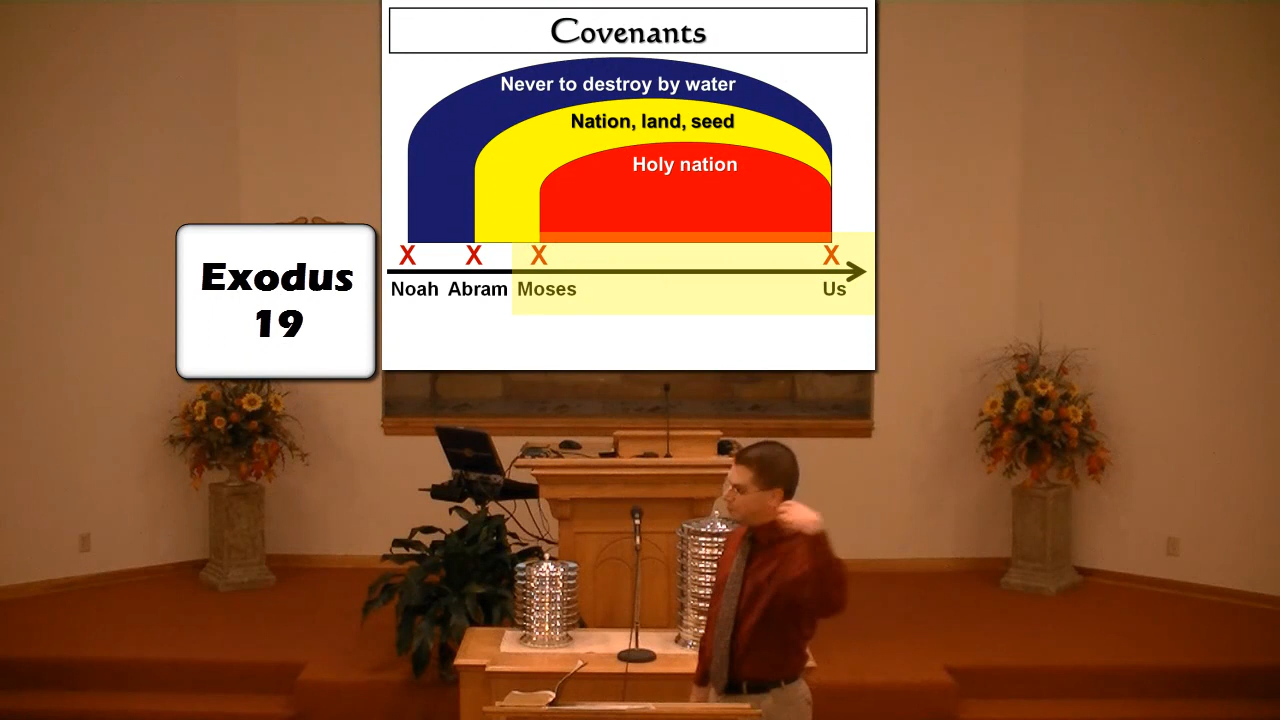 Covenants
Never to destroy by water
Nation, land, seed
Holy nation
X X X X
Noah Abram Moses Us
Exodus
19